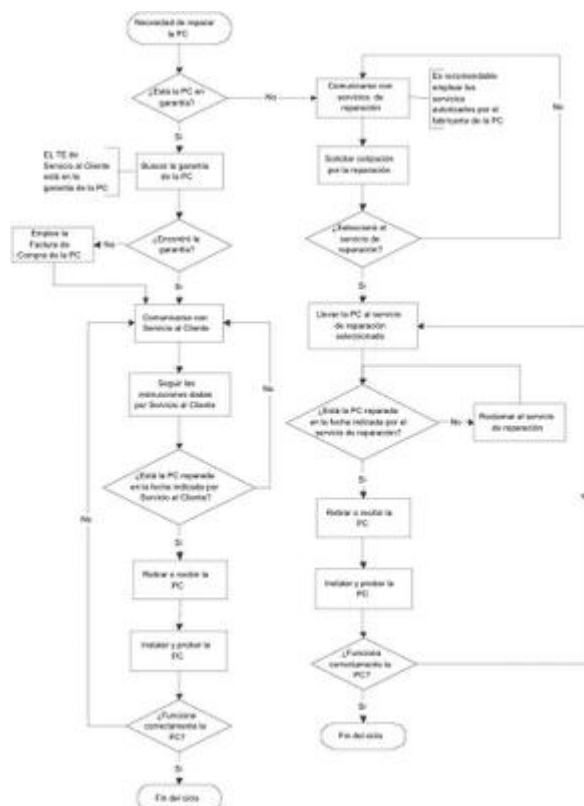 Necesidad de reparar
la PC
¿Está la PC en
garantía?
No
Comunicarse con
servicios de
reparación
Es recomendable
emplear los
servicios
autorizados por el
fabricante de la PC
No
Si
EL TE de
Servicio al Cliente
está en la
garantía de la PC
Buscar la garantía
de la PC
Solicitar cotización
por la reparación
Emplee la
Factura de
Compra de la PC
No
¿Encontró la
garantía?
¿Seleccionó el
servicio de
reparación?
Si
Si
Comunicarse con
Servicio al Cliente
Llevar la PC al servicio
de reparación
seleccionado
Seguir las
instrucciones dadas
por Servicio al Cliente
No
¿Está la PC reparada
en la fecha indicada por el
servicio de reparación?
No
Reclamar al servicio
de reparación
¿Está la PC reparada
en la fecha indicada por
Servicio al Cliente?
No
Si
Si
Retirar o recibir la
PC
Retirar o recibir la
PC
Instalar y probar la
PC
Instalar y probar la
PC
¿Funciona
correctamente la
PC?
¿Funciona
correctamente la
PC?
Si
Si
Fin del ciclo
Fin del ciclo